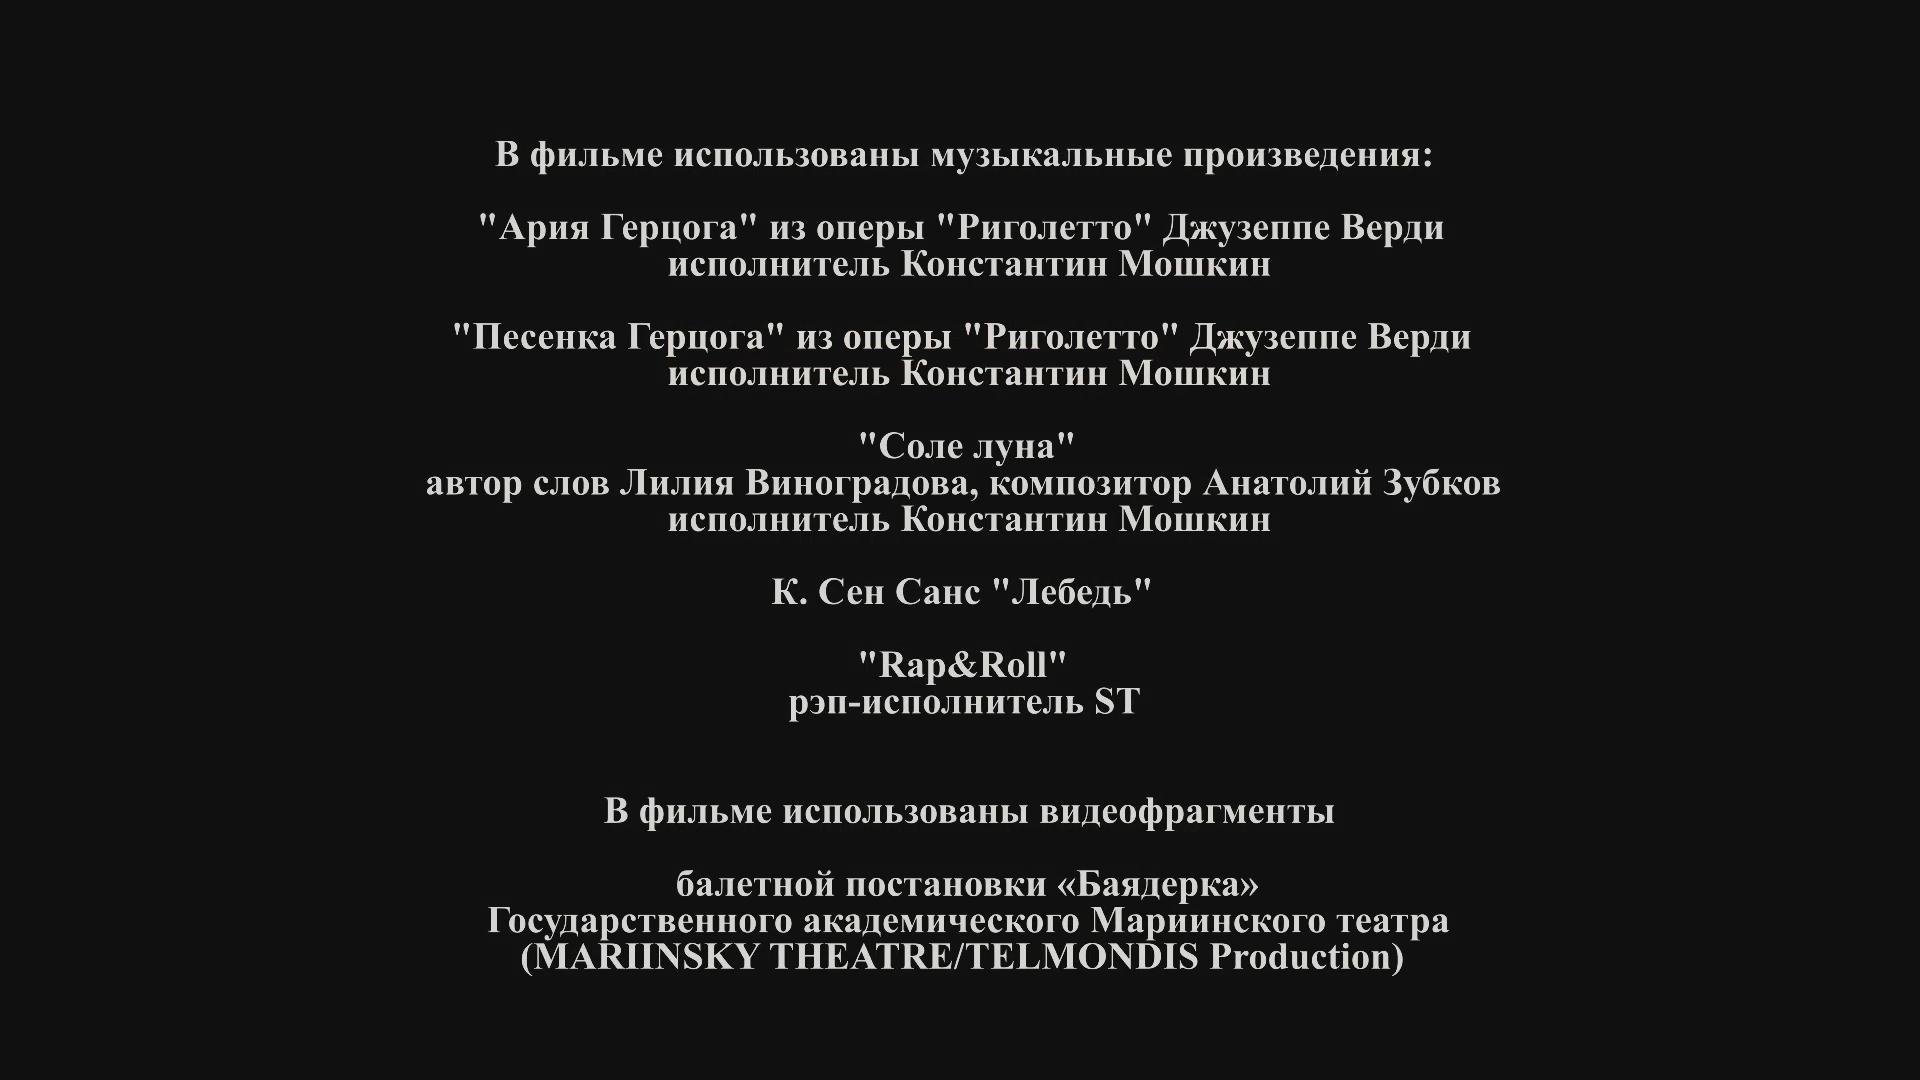 В фильме использованы музыкальные произведения:
"Ария Герцога" из оперы "Риголетто" Джузеппе Верди
исполнитель Константин Мошкин
"Песенка Герцога" из оперы "Риголетто" Джузеппе Верди
исполнитель Константин Мошкин
"Соле луна"
автор слов Лилия Виноградова, композитор Анатолий Зубков
исполнитель Константин Мошкин
К. Сен Санс "Лебедь"
"Rap&Roll"
рэп-исполнитель ST
В фильме использованы видеофрагменты
балетной постановки «Баядерка»
Государственного академического Мариинского театра
(MARIINSKY THEATRE/TELMONDIS Production)